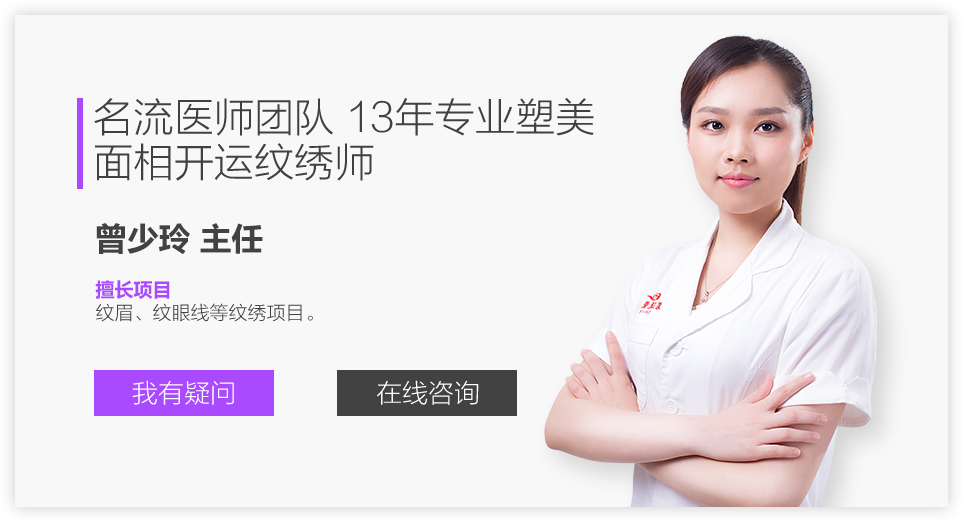 名流医师团队 13年专业塑美
面相开运纹绣师
曾少玲 主任
擅长项目
纹眉、纹眼线等纹绣项目。
我有疑问
在线咨询